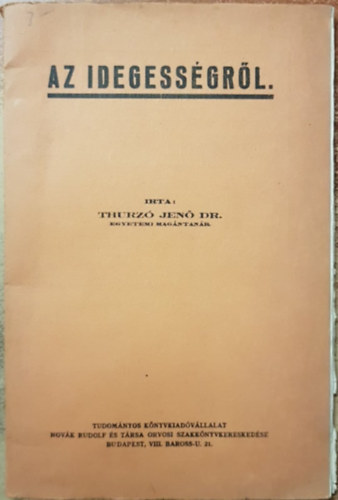 AZ IDEGESSÉGRŐL.
IRTA:
THURZÓ JENŐ DR.
EGYETEMI MAGÁNTANÁR.
TUDOMÁNYOS KÖNYVKIADÓVÁLLALAT
NOVÁK RUDOLF ÉS TÁRSA ORVOSI SZAKKÖNYVKERESKEDÉSE
BUDAPEST, VIII. BAROSS-U. 21.